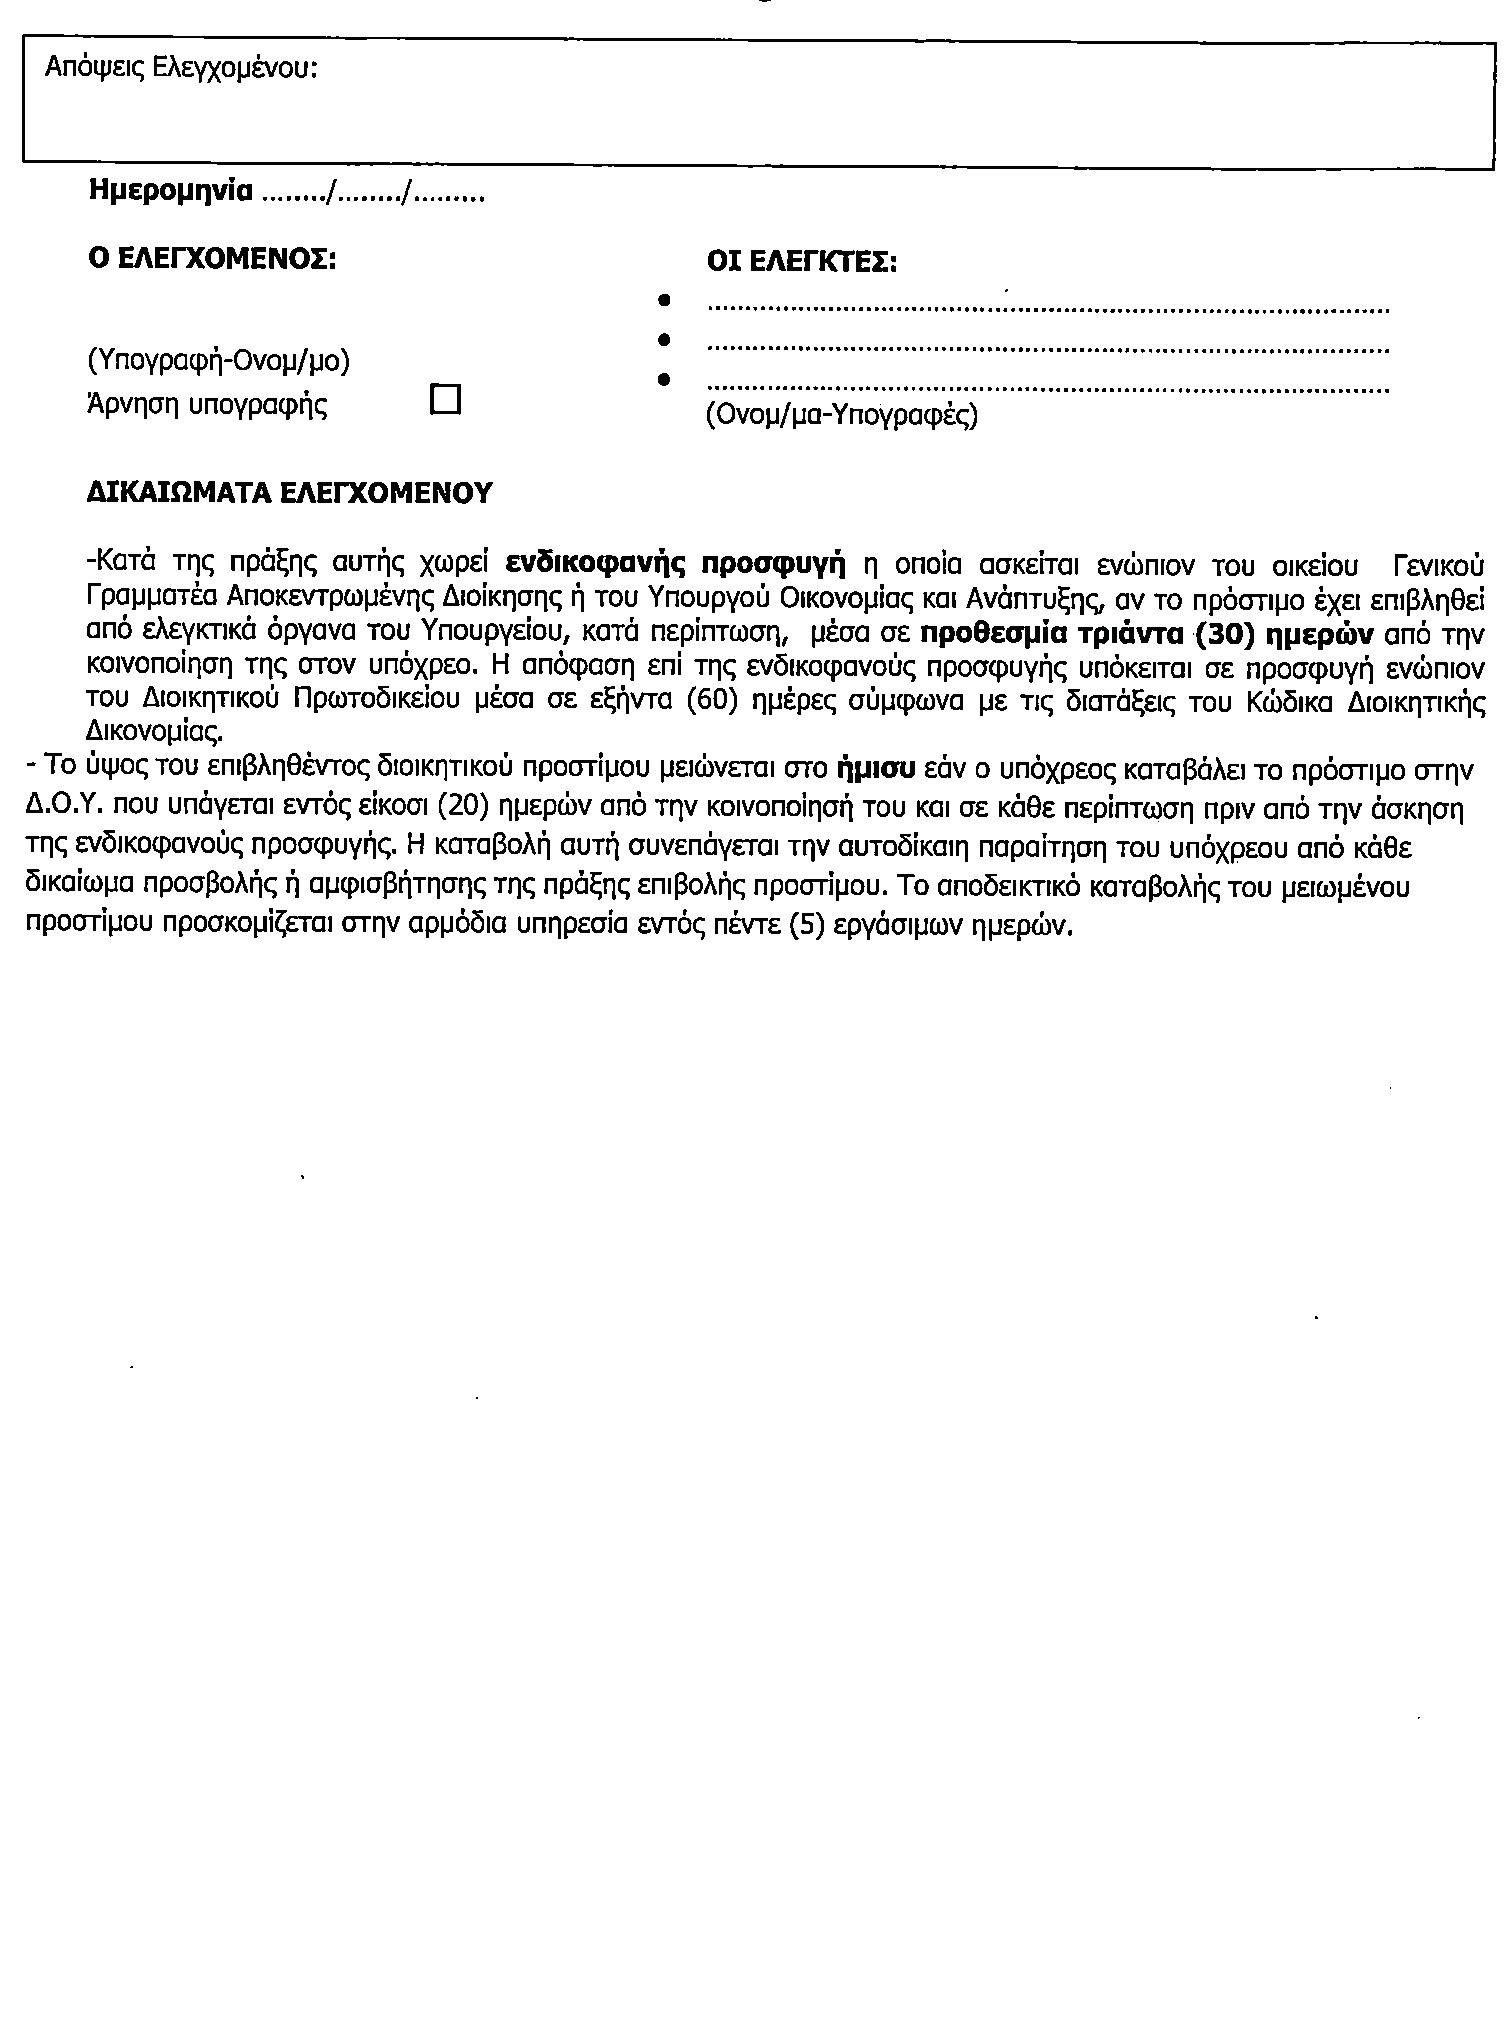 Απόψεις Ελεγχομένου:
Ημερομηνία ......../......../.........
Ο ΕΛΕΓΧΟΜΕΝΟΣ:
ΟΙ ΕΛΕΓΚΤΕΣ:
• ..........................................................................................
• ..........................................................................................
(Υπογραφή-Ονομ/μο)
• ..........................................................................................
Άρνηση υπογραφής ☐
(Ονομ/μα-Υπογραφές)
ΔΙΚΑΙΩΜΑΤΑ ΕΛΕΓΧΟΜΕΝΟΥ
-Κατά της πράξης αυτής χωρεί ενδικοφανής προσφυγή η οποία ασκείται ενώπιον του οικείου Γενικού
Γραμματέα Αποκεντρωμένης Διοίκησης ή του Υπουργού Οικονομίας και Ανάπτυξης, αν το πρόστιμο έχει επιβληθεί
από ελεγκτικά όργανα του Υπουργείου, κατά περίπτωση, μέσα σε προθεσμία τριάντα (30) ημερών από την
κοινοποίηση της στον υπόχρεο. Η απόφαση επί της ενδικοφανούς προσφυγής υπόκειται σε προσφυγή ενώπιον
του Διοικητικού Πρωτοδικείου μέσα σε εξήντα (60) ημέρες σύμφωνα με τις διατάξεις του Κώδικα Διοικητικής
Δικονομίας.
- Το ύψος του επιβληθέντος διοικητικού προστίμου μειώνεται στο ήμισυ εάν ο υπόχρεος καταβάλει το πρόστιμο στην
Δ.Ο.Υ. που υπάγεται εντός είκοσι (20) ημερών από την κοινοποίησή του και σε κάθε περίπτωση πριν από την άσκηση
της ενδικοφανούς προσφυγής. Η καταβολή αυτή συνεπάγεται την αυτοδίκαιη παραίτηση του υπόχρεου από κάθε
δικαίωμα προσβολής ή αμφισβήτησης της πράξης επιβολής προστίμου. Το αποδεικτικό καταβολής του μειωμένου
προστίμου προσκομίζεται στην αρμόδια υπηρεσία εντός πέντε (5) εργάσιμων ημερών.